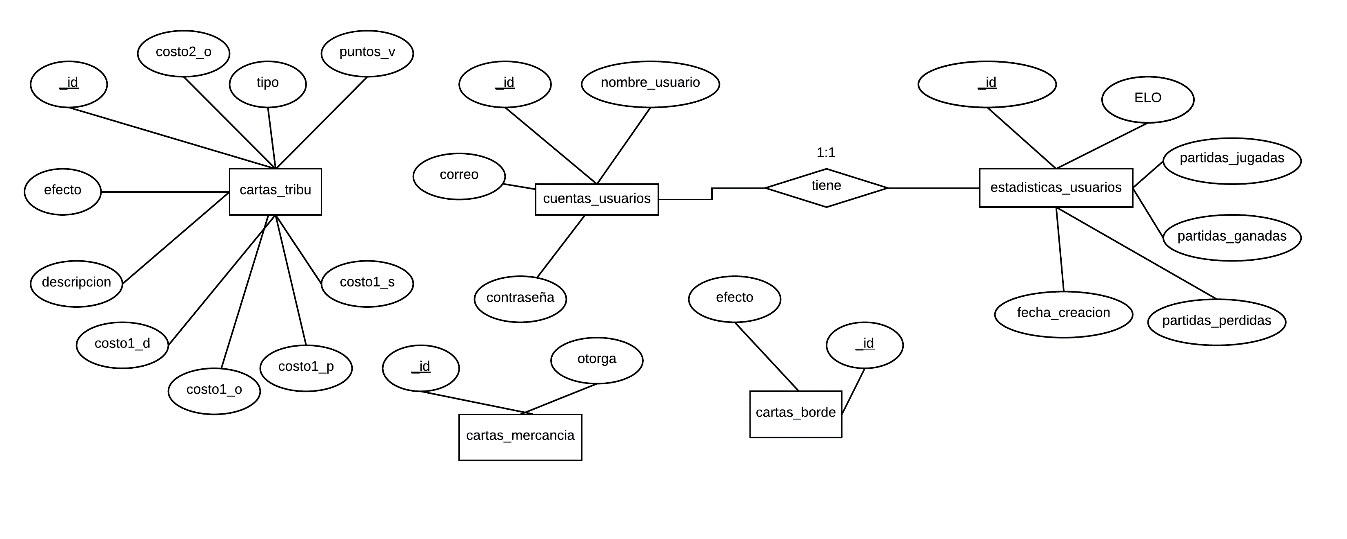 costo2_o
puntos_v
_id
tipo
_id
nombre_usuario
_id
ELO
1:1
partidas_jugadas
correo
efecto
cartas_tribu
cuentas_usuarios
tiene
estadisticas_usuarios
partidas_ganadas
descripcion
costo1_s
contraseña
efecto
fecha_creacion
partidas_perdidas
costo1_d
_id
costo1_o
costo1_p
_id
otorga
cartas_borde
cartas_mercancia